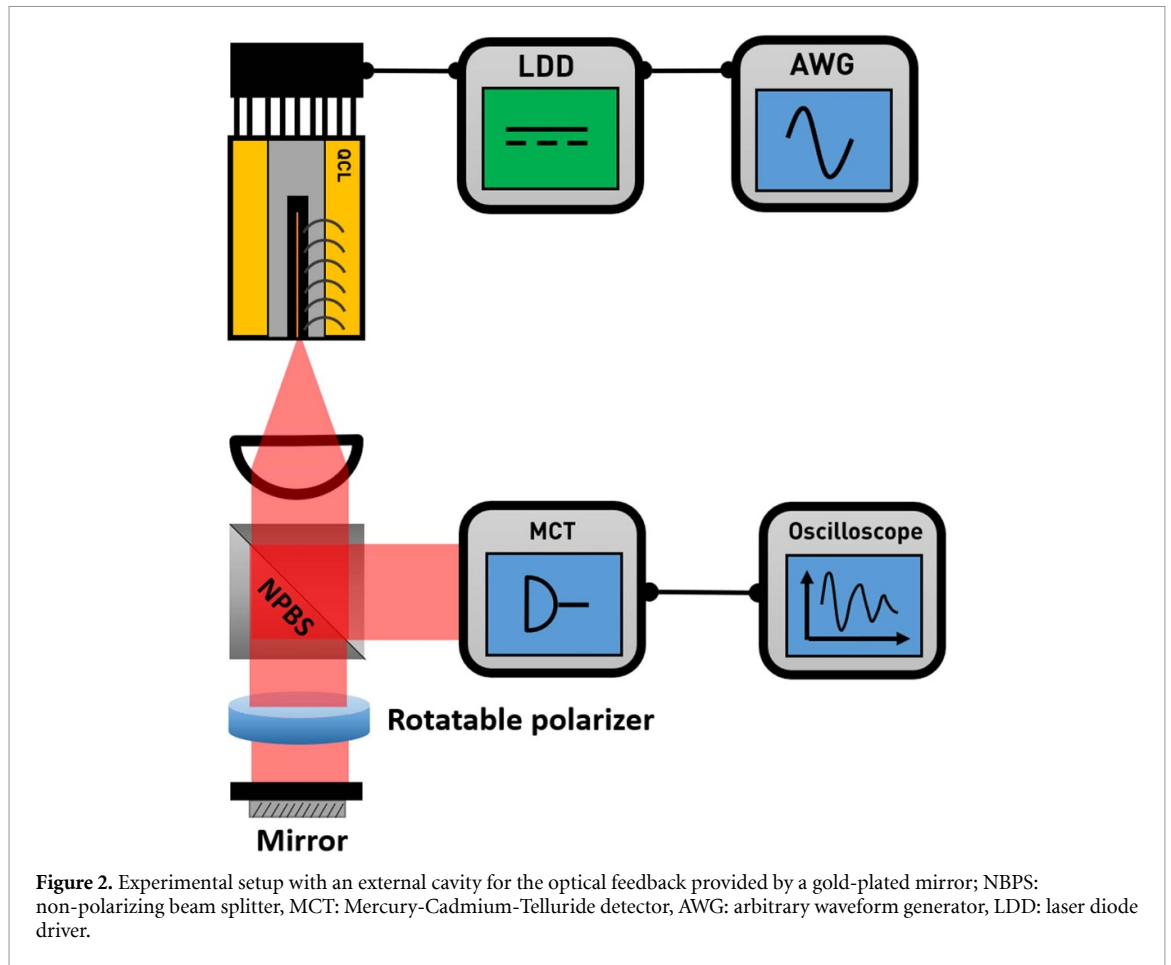 LDD
AWG
QCL
MCT
Oscilloscope
NPBS
Rotatable polarizer
Mirror
Figure 2. Experimental setup with an external cavity for the optical feedback provided by a gold-plated mirror; NBPS:
non-polarizing beam splitter, MCT: Mercury-Cadmium-Telluride detector, AWG: arbitrary waveform generator, LDD: laser diode
driver.